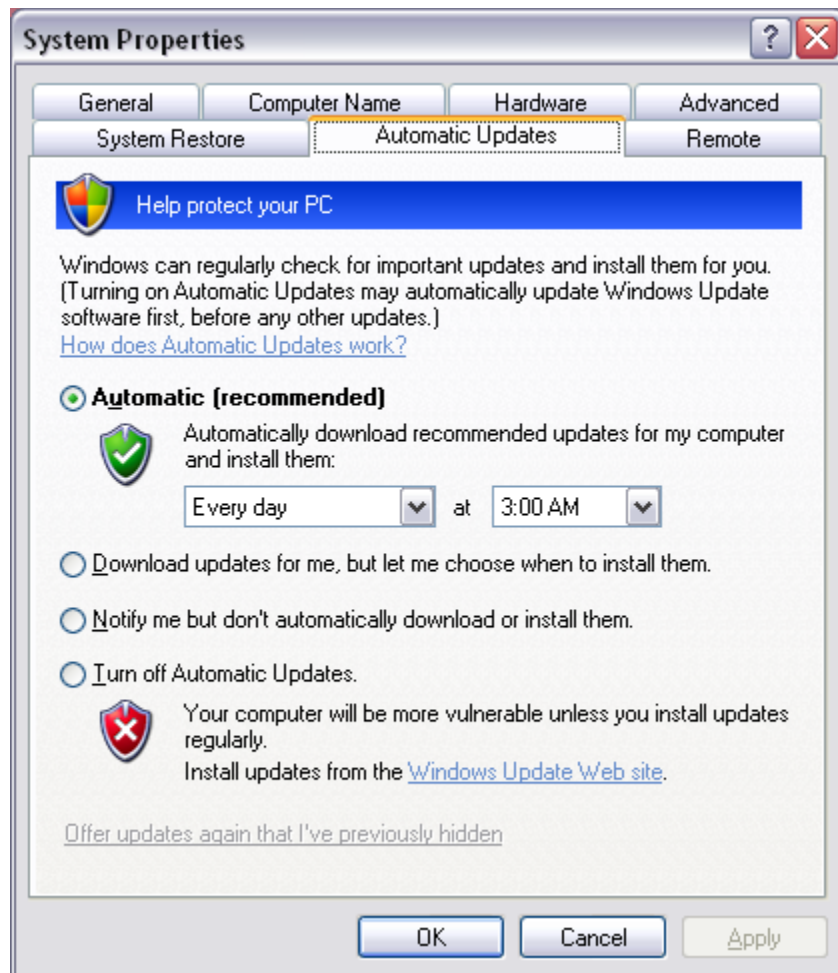 System Properties
General Computer Name Hardware Advanced
System Restore Automatic Updates Remote
Help protect your PC
Windows can regularly check for important updates and install them for you.
(Turning on Automatic Updates may automatically update Windows Update
software first, before any other updates.)
How does Automatic Updates work?
Automatic (recommended)
Automatically download recommended updates for my computer
and install them:
Every day at 3:00 AM
Download updates for me, but let me choose when to install them.
Notify me but don't automatically download or install them.
Turn off Automatic Updates.
Your computer will be more vulnerable unless you install updates
regularly.
Install updates from the Windows Update Web site.
Offer updates again that I've previously hidden
OK Cancel Apply